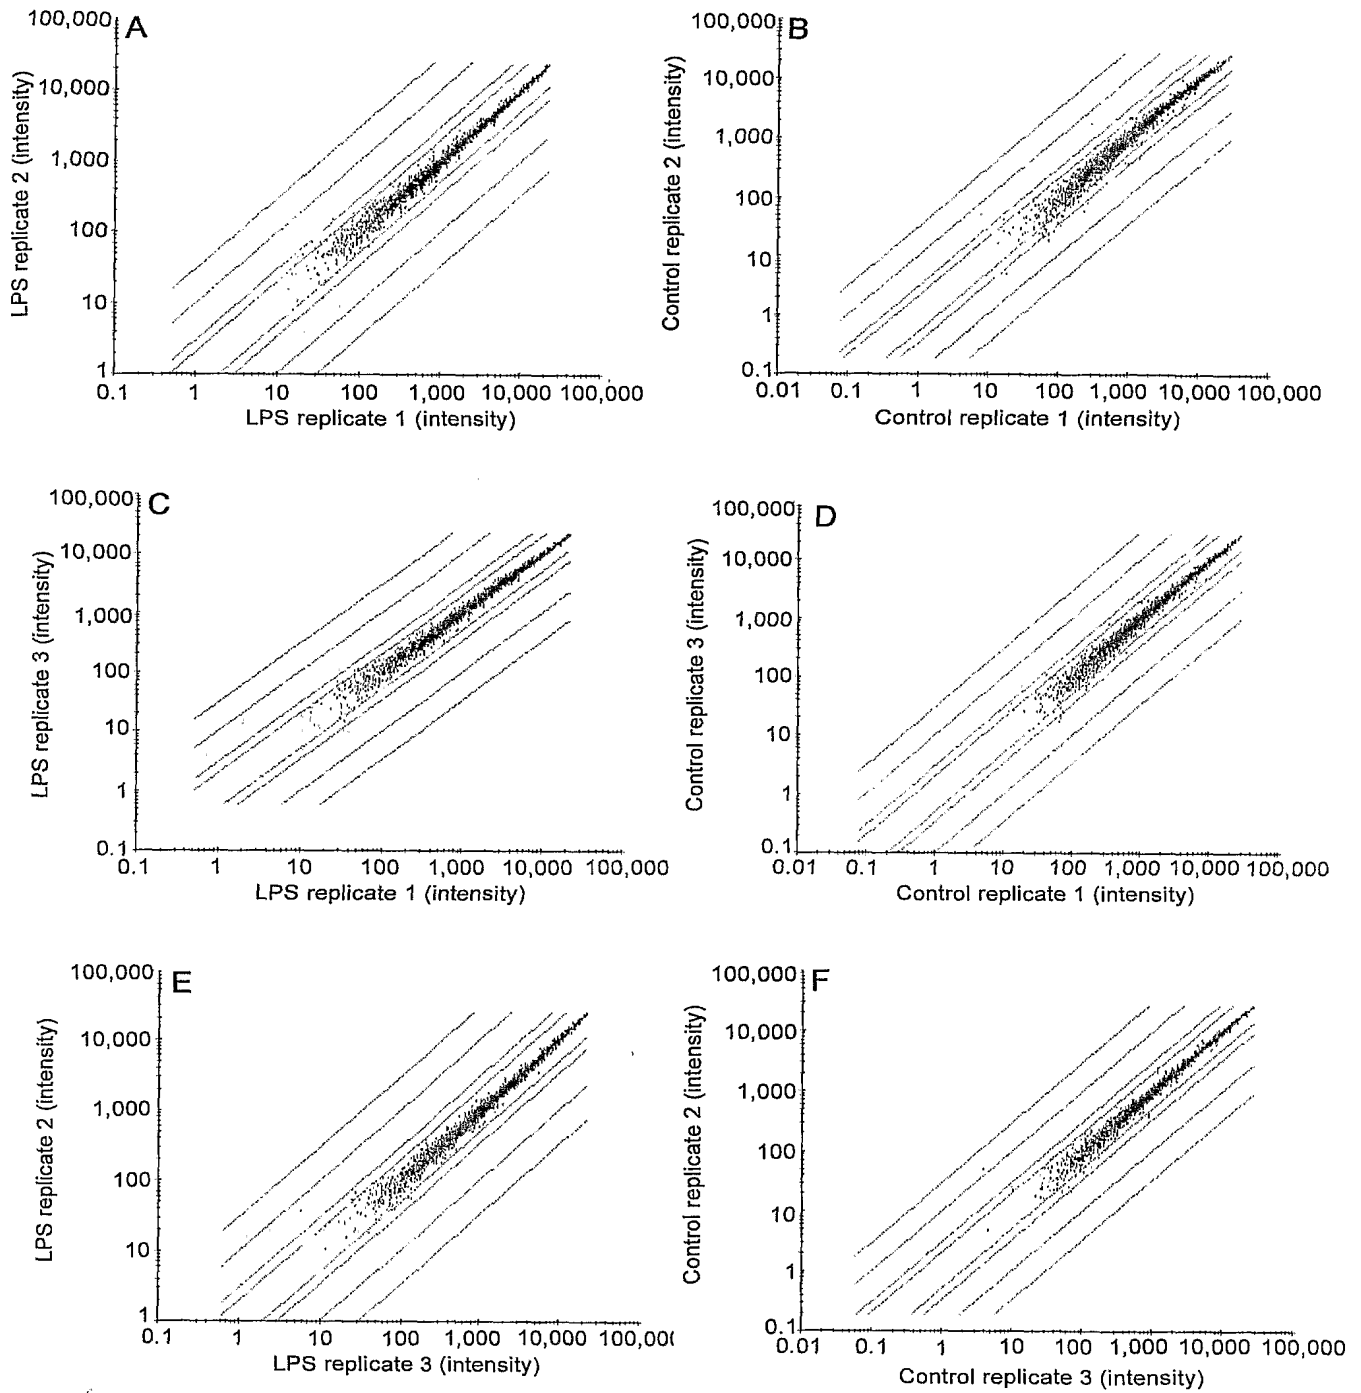 A
100,000
10,000
1,000
100
10
1
LPS replicate 2 (intensity)
0.1 1 10 100 1,000 10,000 100,000
LPS replicate 1 (intensity)
B
100,000
10,000
1,000
100
10
1
0.1
Control replicate 2 (intensity)
0.01 0.1 1 10 100 1,000 10,000 100,000
Control replicate 1 (intensity)
C
100,000
10,000
1,000
100
10
1
0.1
LPS replicate 3 (intensity)
0.1 1 10 100 1,000 10,000 100,000
LPS replicate 1 (intensity)
D
100,000
10,000
1,000
100
10
1
0.1
Control replicate 3 (intensity)
0.01 0.1 1 10 100 1,000 10,000 100,000
Control replicate 1 (intensity)
E
100,000
10,000
1,000
100
10
1
LPS replicate 2 (intensity)
0.1 1 10 100 1,000 10,000 100,000
LPS replicate 3 (intensity)
F
100,000
10,000
1,000
100
10
1
0.1
Control replicate 2 (intensity)
0.01 0.1 1 10 100 1,000 10,000 100,000
Control replicate 3 (intensity)